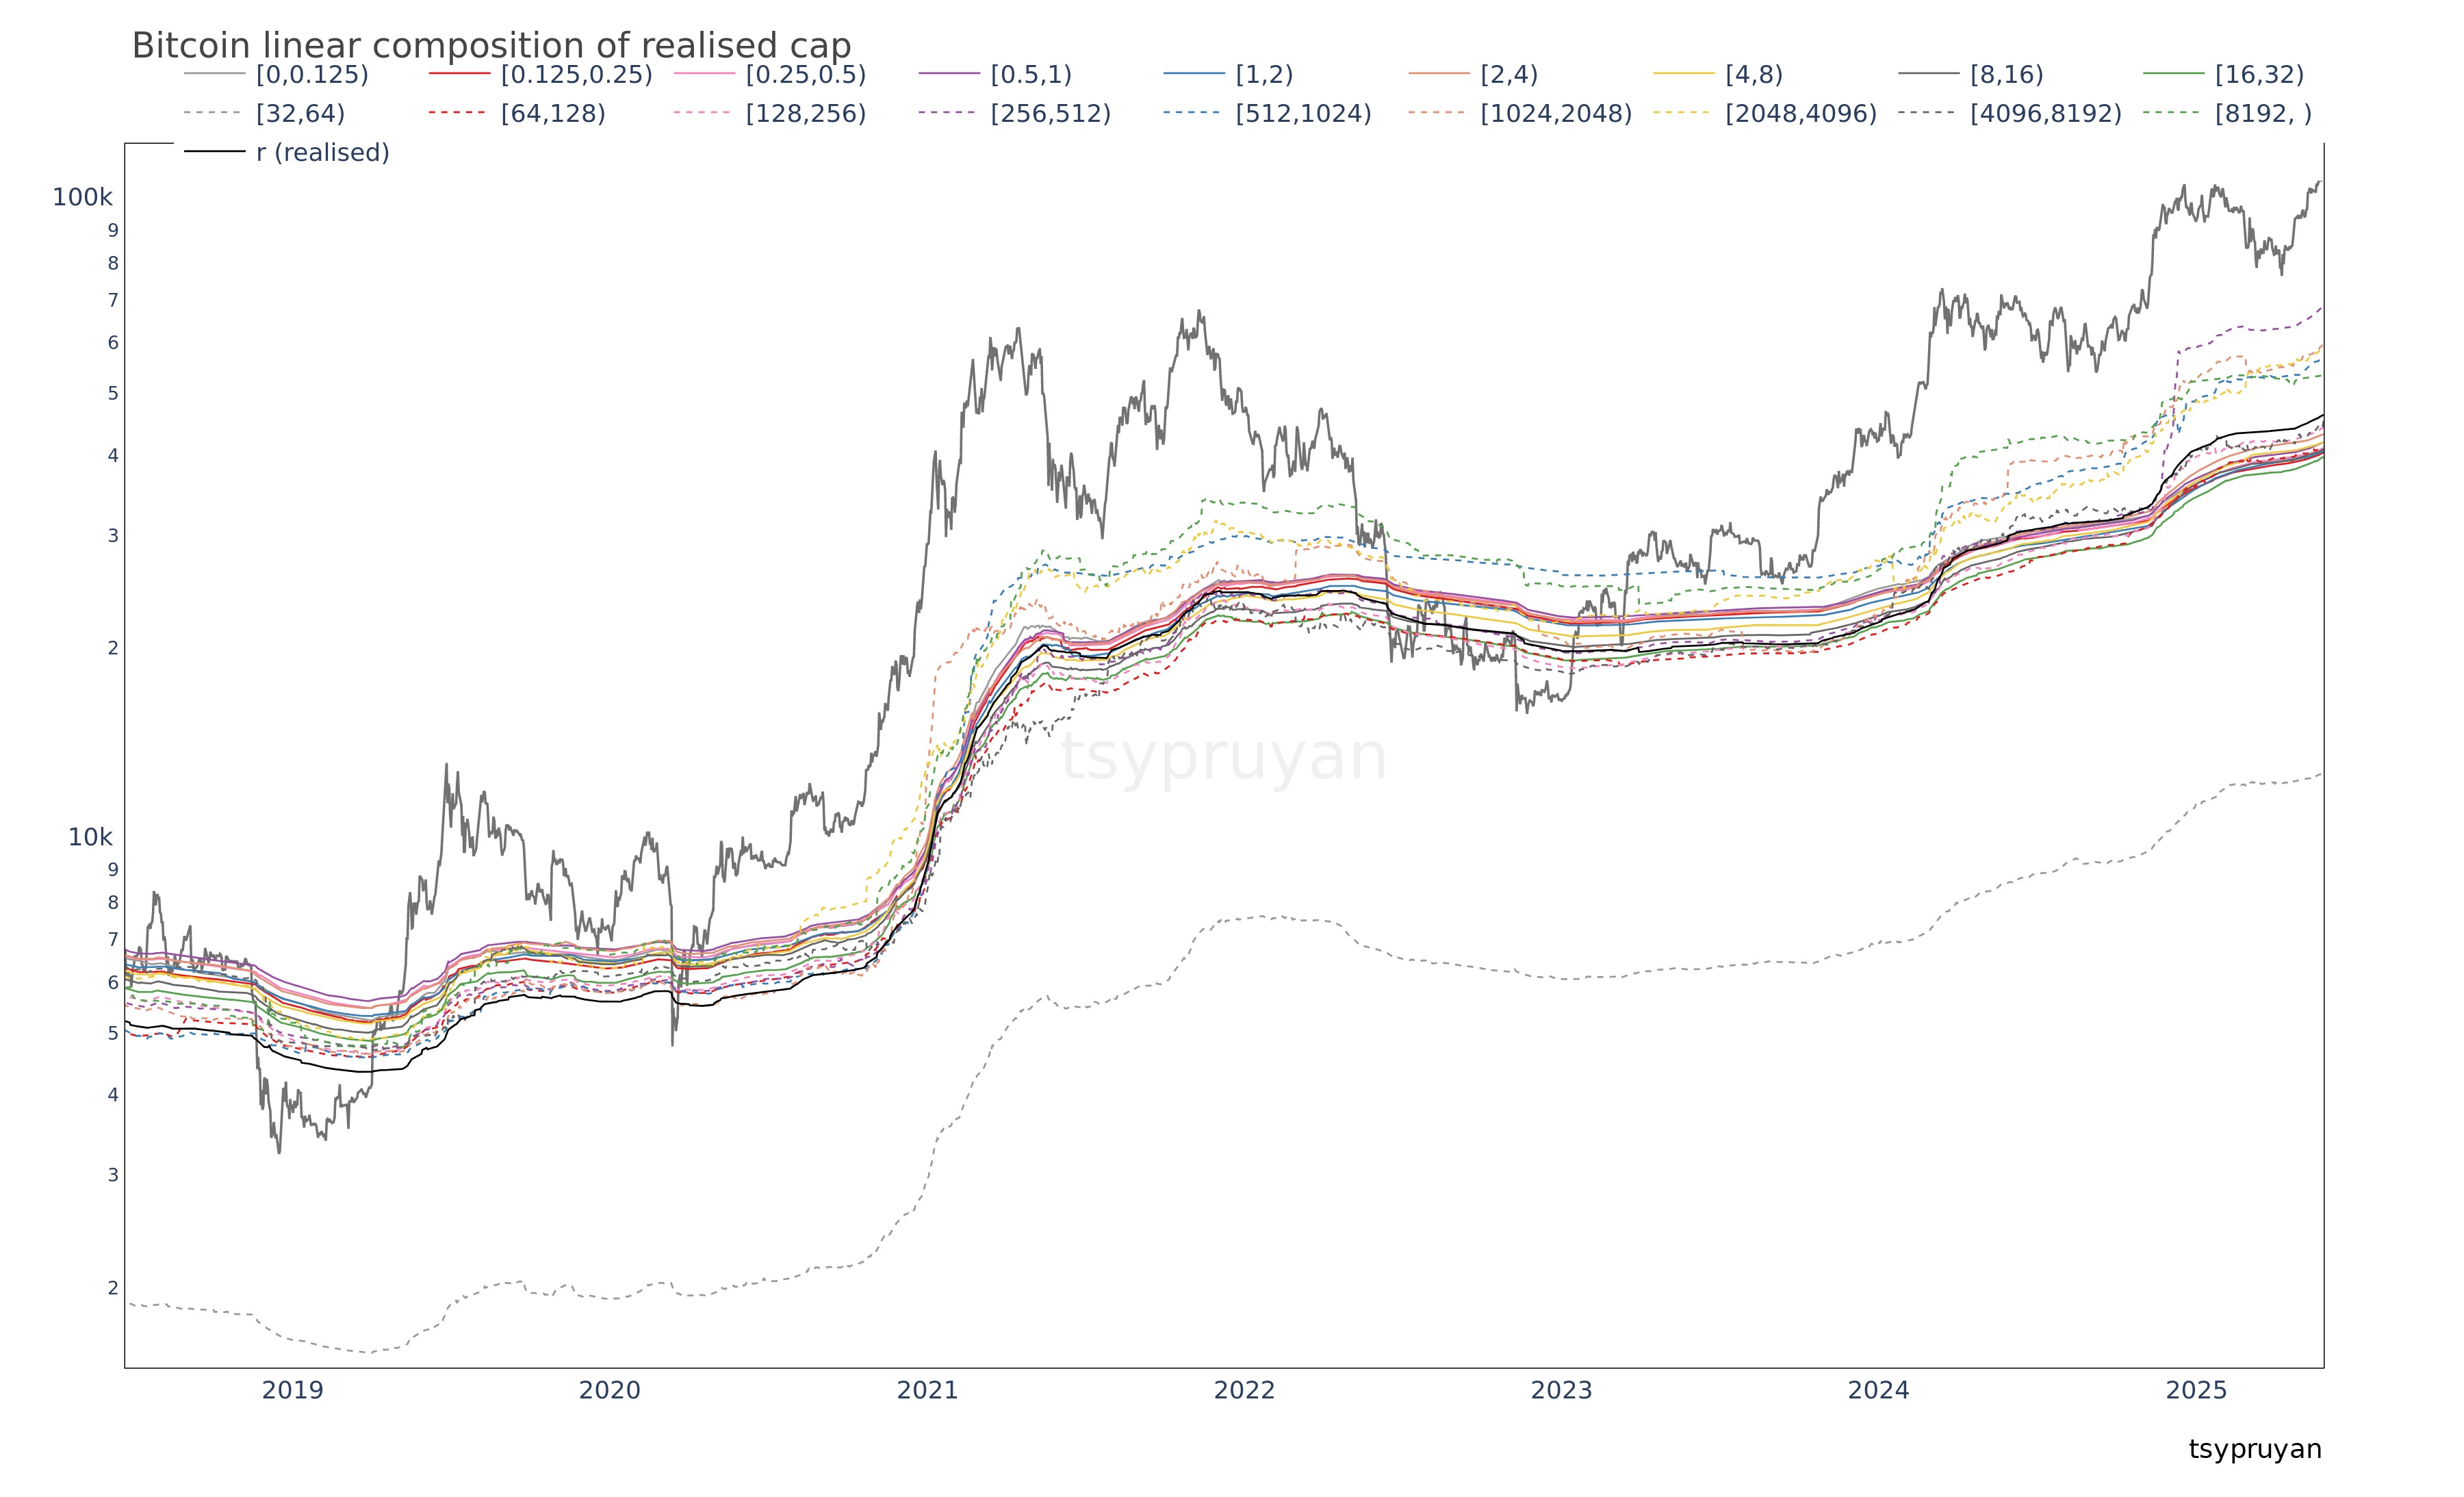 Bitcoin linear composition of realised cap
[0,0.125) [0.125,0.25) [0.25,0.5) [0.5,1) [1,2) [2,4) [4,8) [8,16) [16,32)
[32,64) [64,128) [128,256) [256,512) [512,1024) [1024,2048) [2048,4096) [4096,8192) [8192, )
r (realised)
100k
9
8
7
6
5
4
3
2
tsypruyan
10k
9
8
7
6
5
4
3
2
2019 2020 2021 2022 2023 2024 2025
tsypruyan